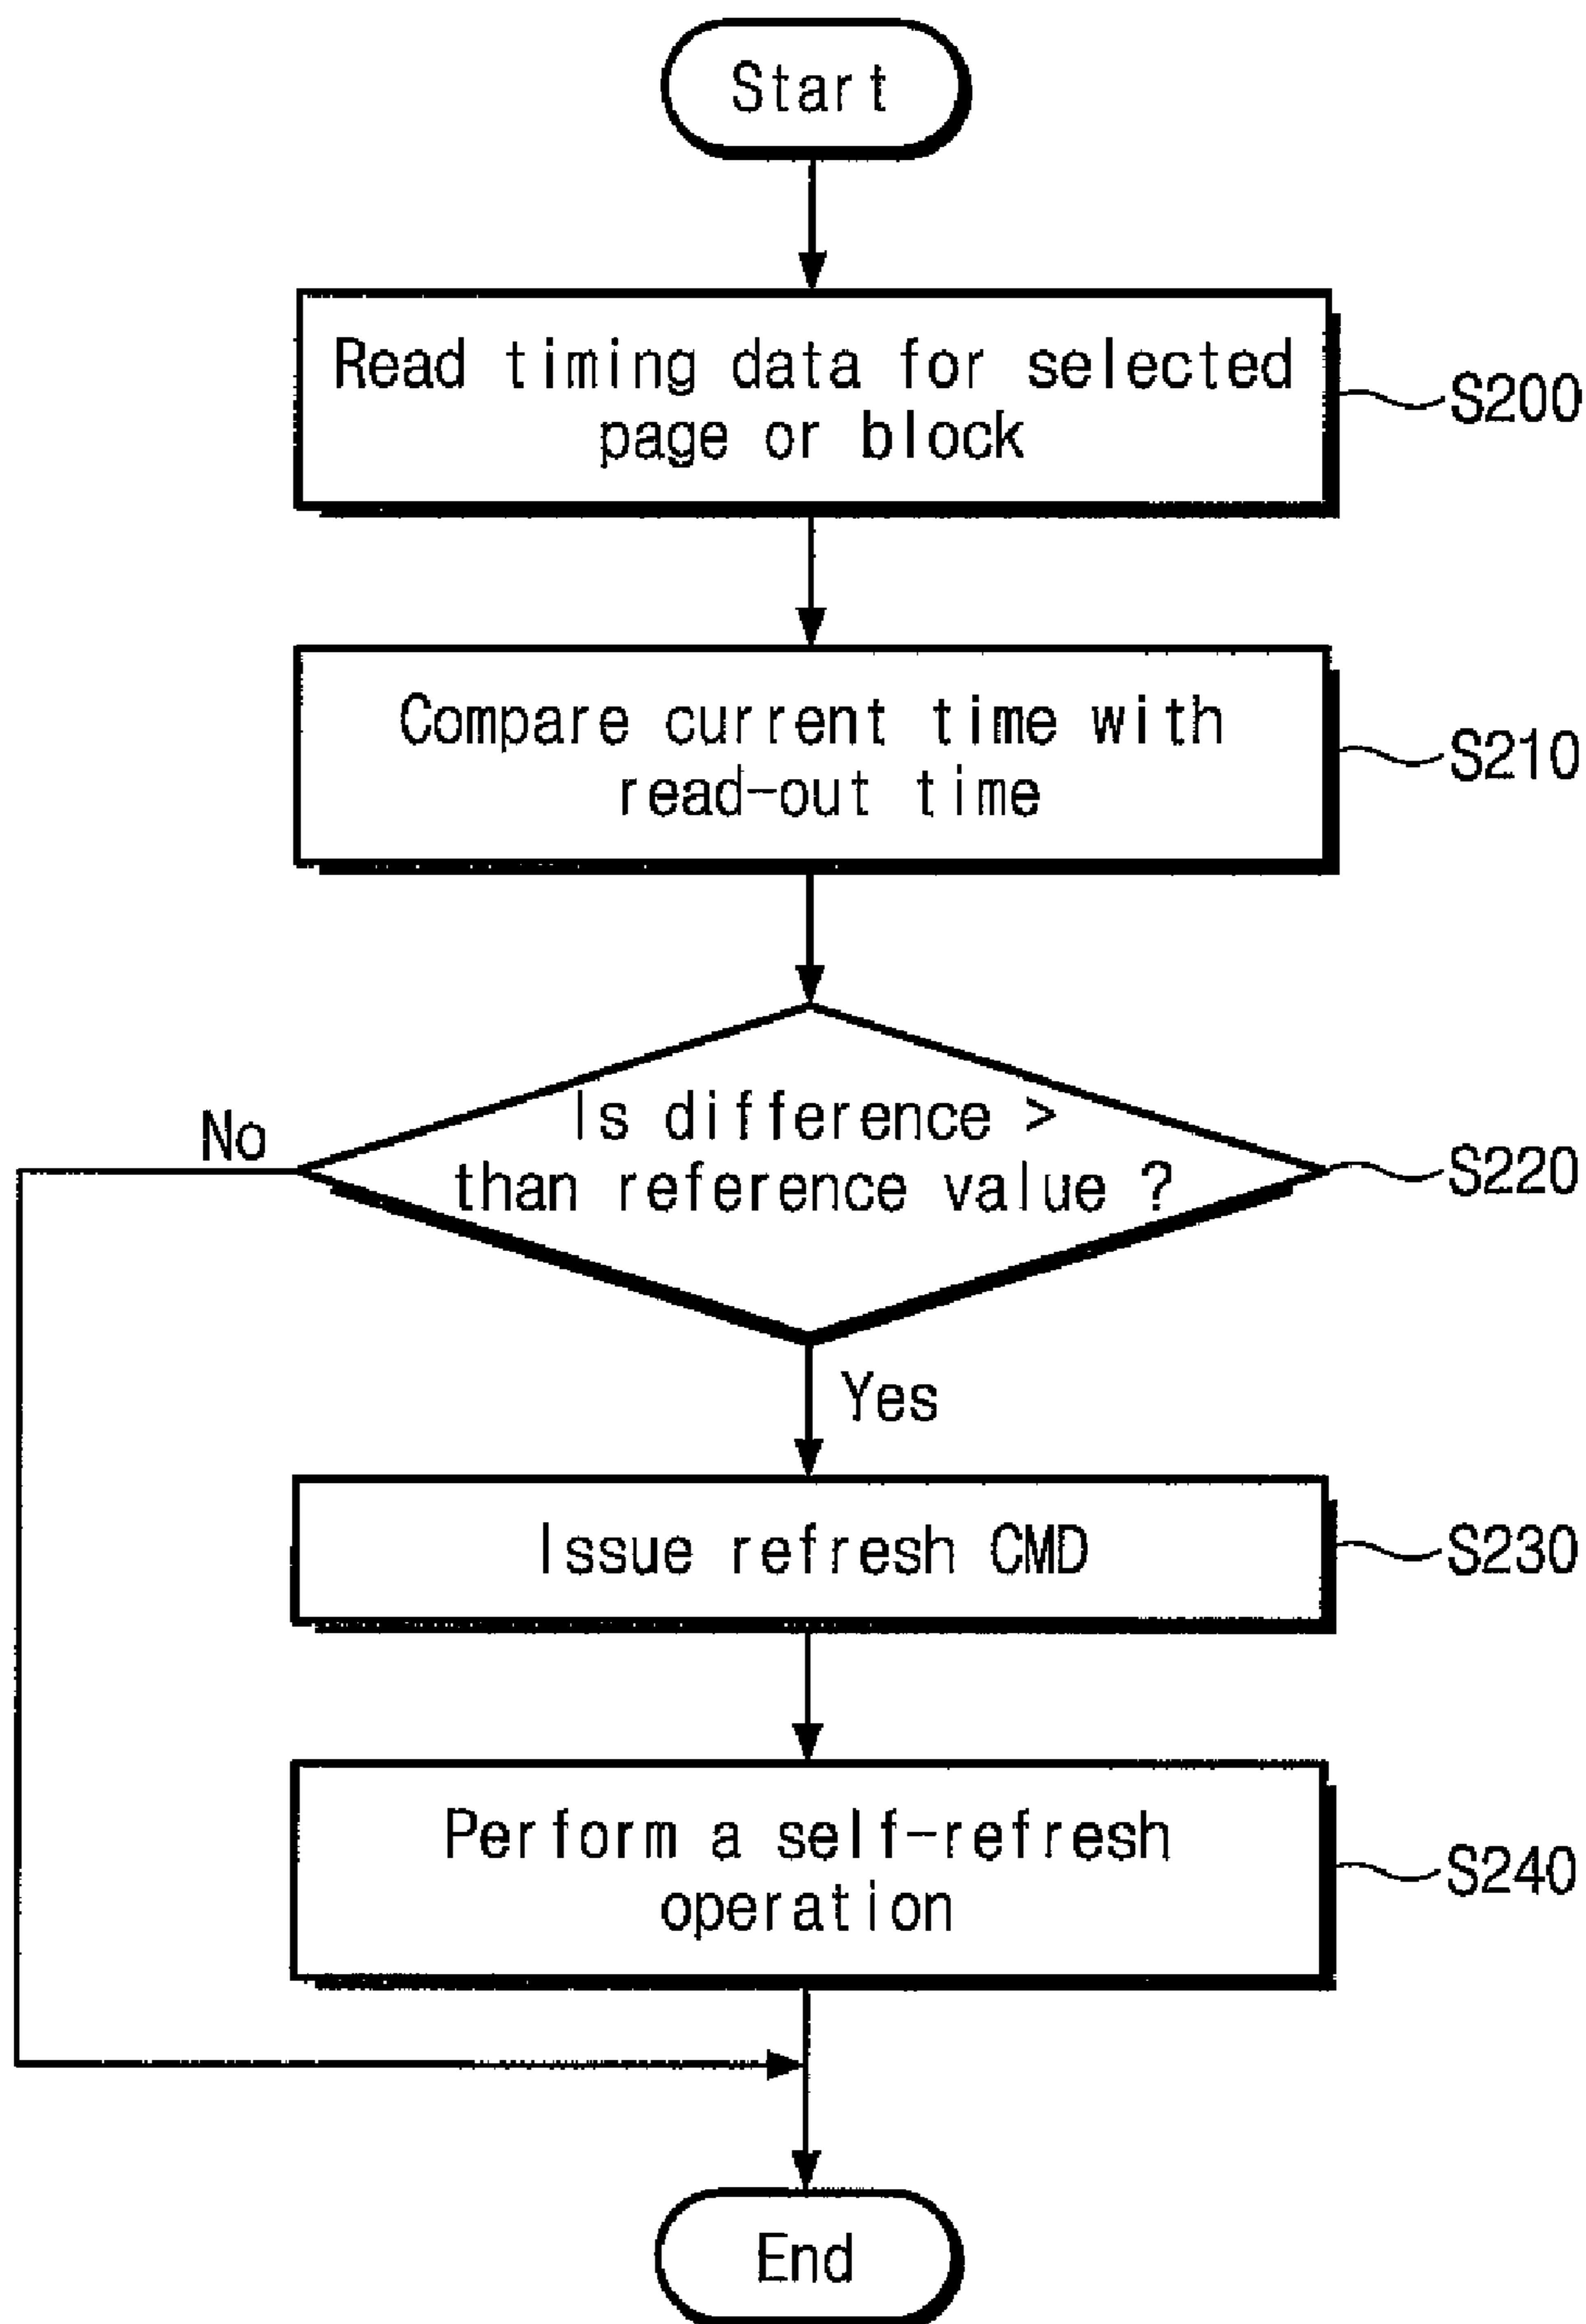 Start
Read timing data for selected
page or block
S200
Compare current time with
read-out time
S210
Is difference >
than reference value ?
S220
No
Yes
Issue refresh CMD
S230
Perform a self-refresh
operation
S240
End